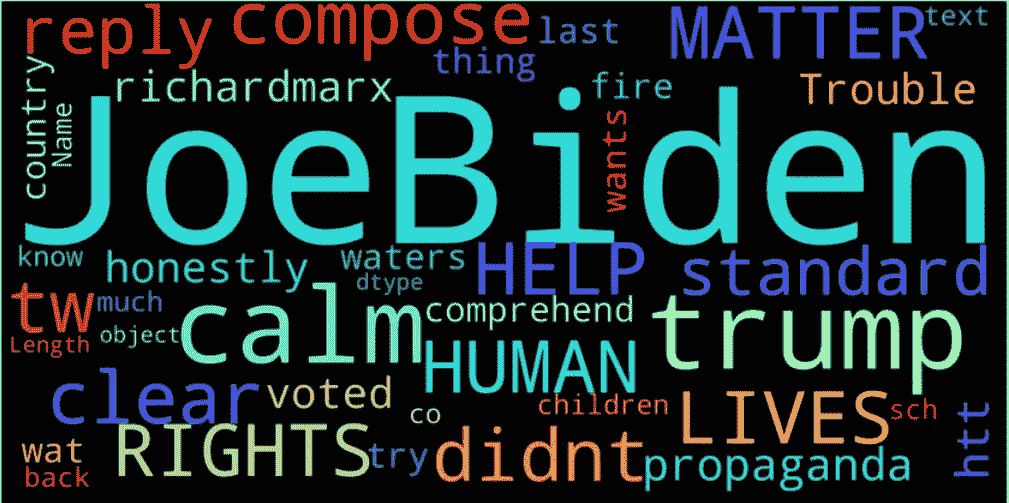 reply compose last MATTER text
thing
country richardmarx fire Trouble
Name wants
JoeBiden
know honestly waters HELP standard
dtype
tw much calm comprehend trump
Length object
HUMAN
clear voted co children LIVES sch htt
wat RIGHTS try didnt propaganda
back